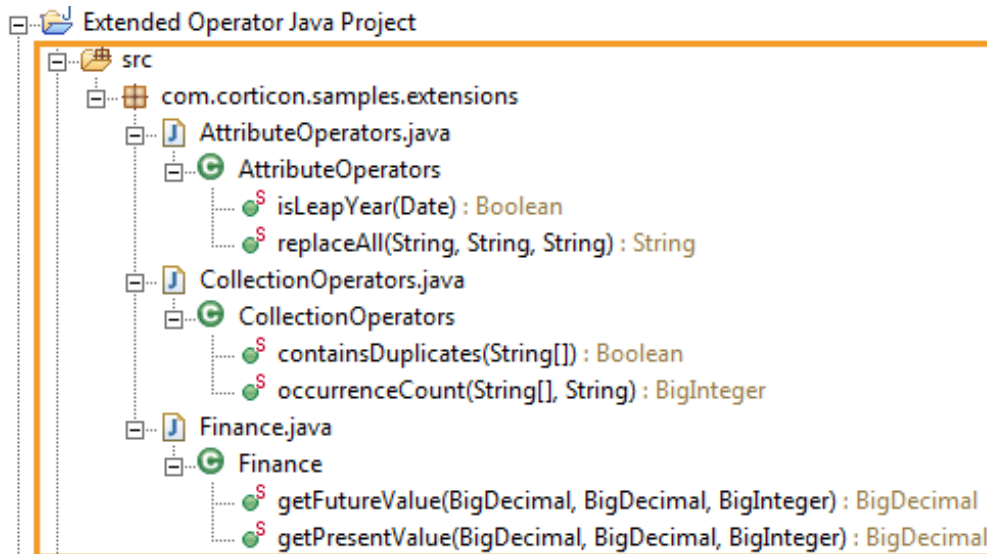 Extended Operator Java Project
src
com.corticon.samples.extensions
J AttributeOperators.java
C AttributeOperators
S isLeapYear(Date) : Boolean
S replaceAll(String, String, String) : String
J CollectionOperators.java
C CollectionOperators
S containsDuplicates(String[]) : Boolean
S occurrenceCount(String[], String) : BigInteger
J Finance.java
C Finance
S getFutureValue(BigDecimal, BigDecimal, BigInteger) : BigDecimal
S getPresentValue(BigDecimal, BigDecimal, BigInteger) : BigDecimal